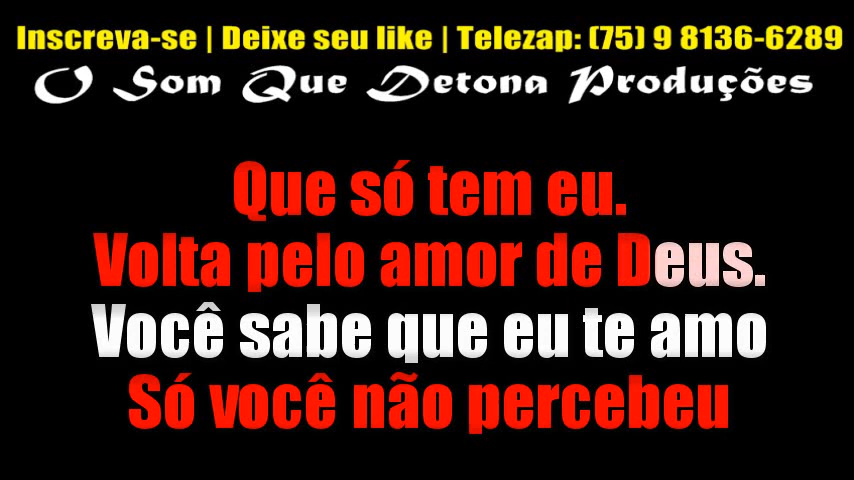 Inscreva-se | Deixe seu like | Telezap: (75) 9 8136-6289
O Som Que Detona Produções
Que só tem eu.
Volta pelo amor de Deus.
Você sabe que eu te amo
Só você não percebeu